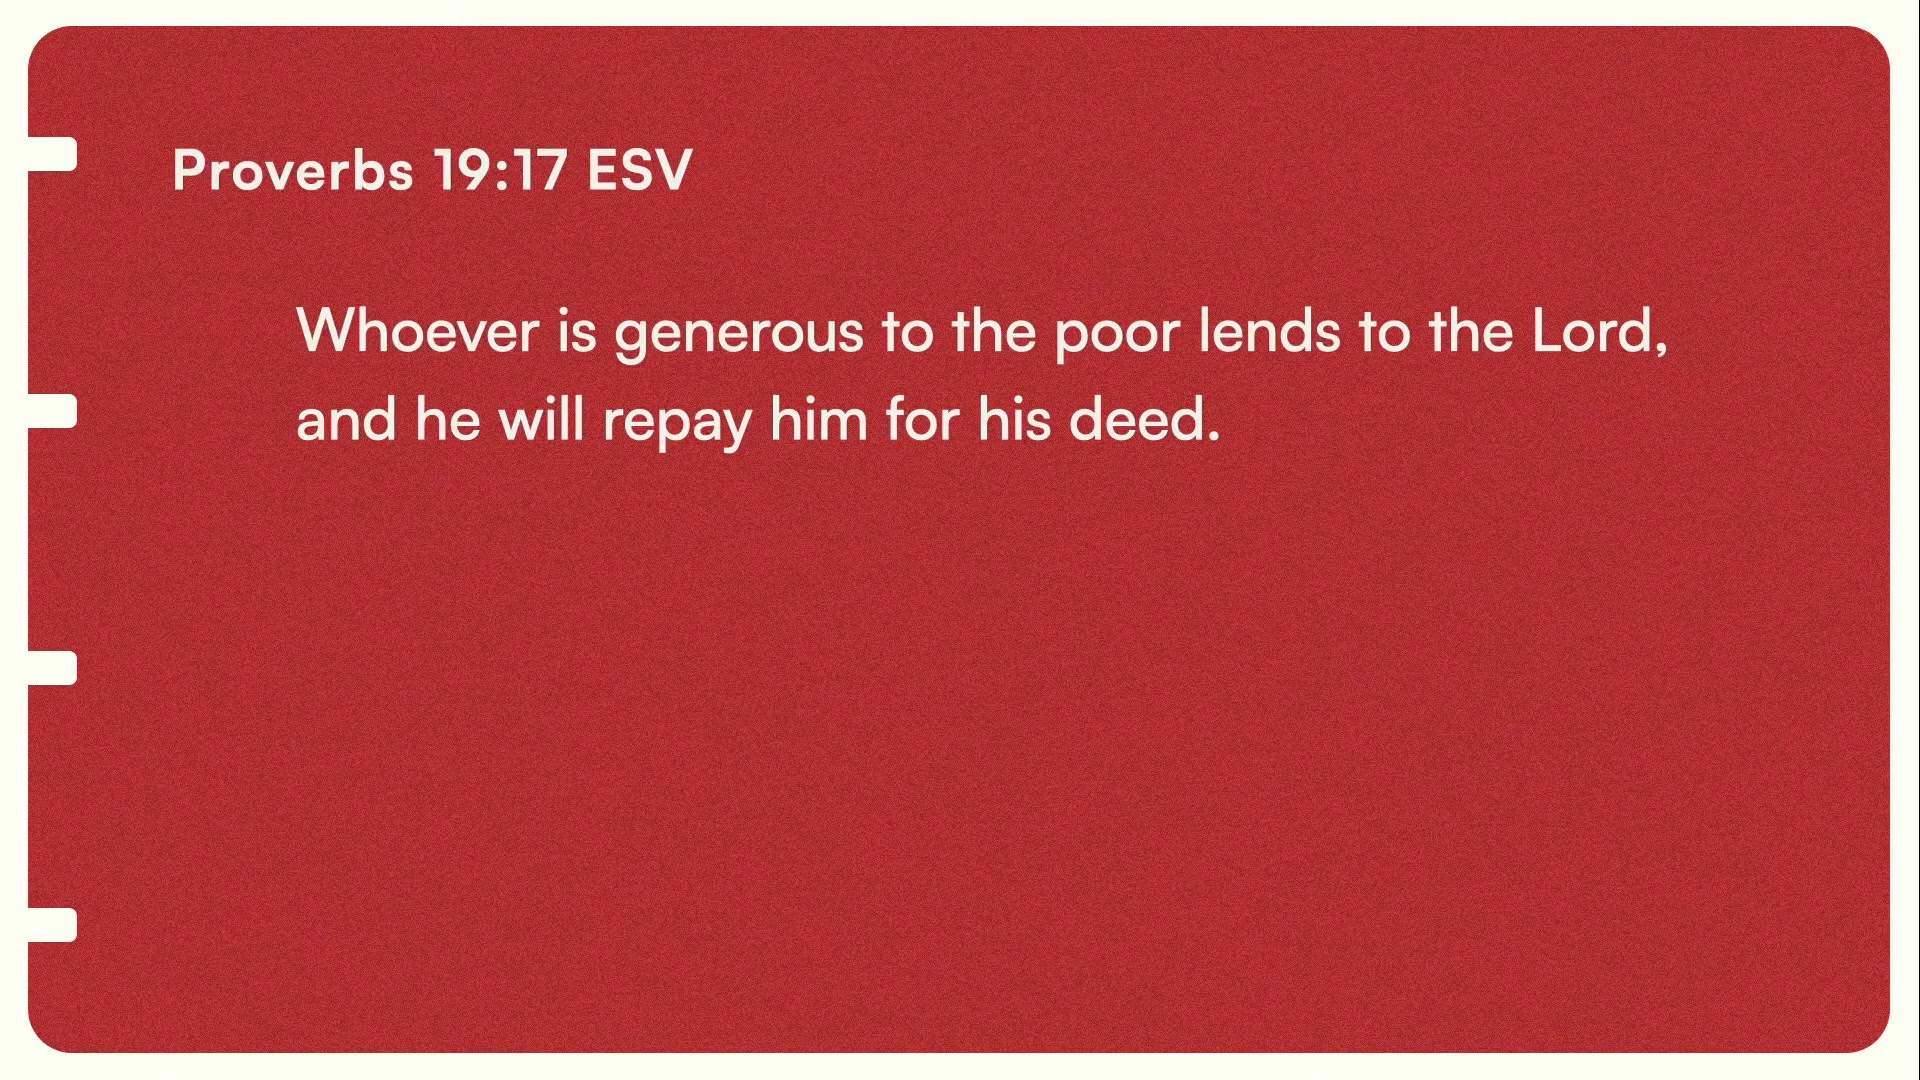 Proverbs 19:17 ESV
Whoever is generous to the poor lends to the Lord,
and he will repay him for his deed.